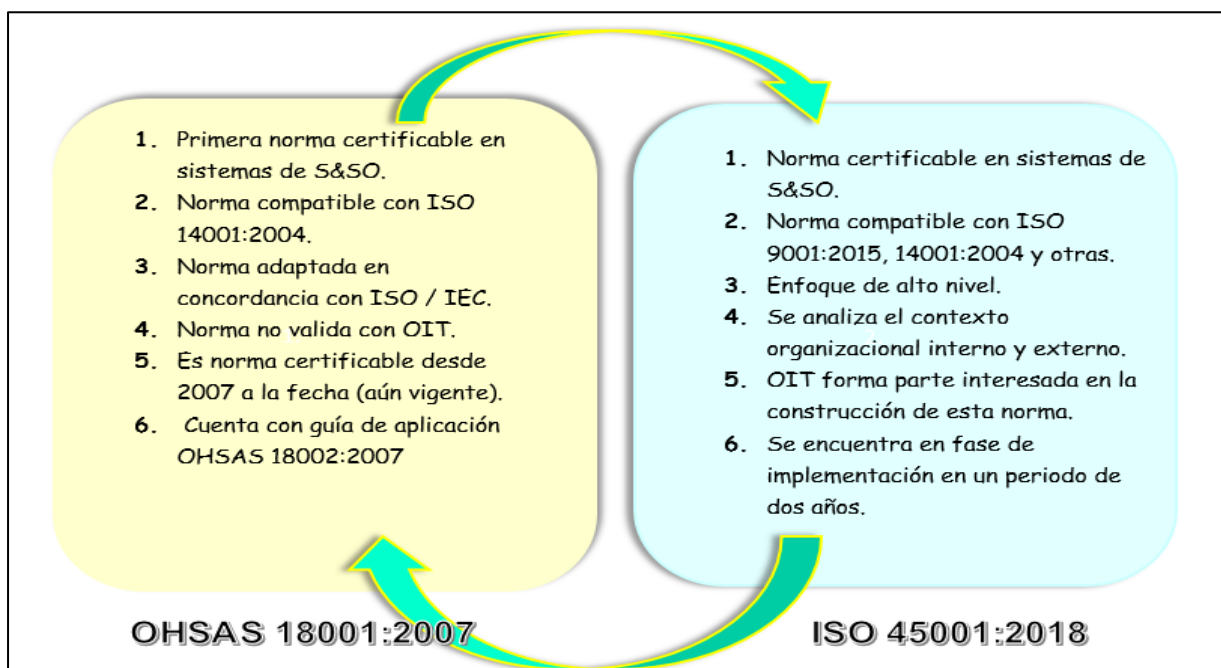 1. Primera norma certificable en
sistemas de S&SO.
2. Norma compatible con ISO
14001:2004.
3. Norma adaptada en
concordancia con ISO / IEC.
4. Norma no valida con OIT.
5. Es norma certificable desde
2007 a la fecha (aún vigente).
6. Cuenta con guía de aplicación
OHSAS 18002:2007
OHSAS 18001:2007
1. Norma certificable en sistemas de
S&SO.
2. Norma compatible con ISO
9001:2015, 14001:2004 y otras.
3. Enfoque de alto nivel.
4. Se analiza el contexto
organizacional interno y externo.
5. OIT forma parte interesada en la
construcción de esta norma.
6. Se encuentra en fase de
implementación en un periodo de
dos años.
ISO 45001:2018